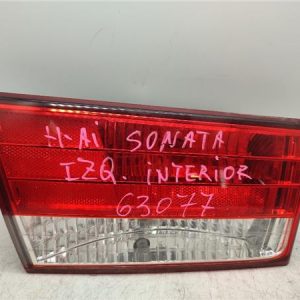 H-Ai SONATA
IZQ. INTERIOR
63077